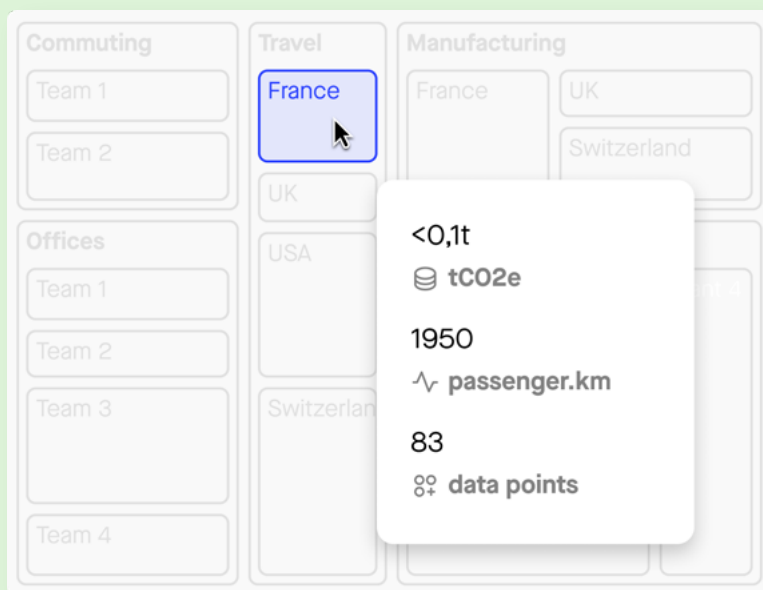 Commuting
Team 1
Team 2
Offices
Team 1
Team 2
Team 3
Team 4
Travel
France
UK
USA
Switzerlan
Manufacturing
France
UK
Switzerland
<0,1t
tCO2e
1950
passenger.km
83
data points